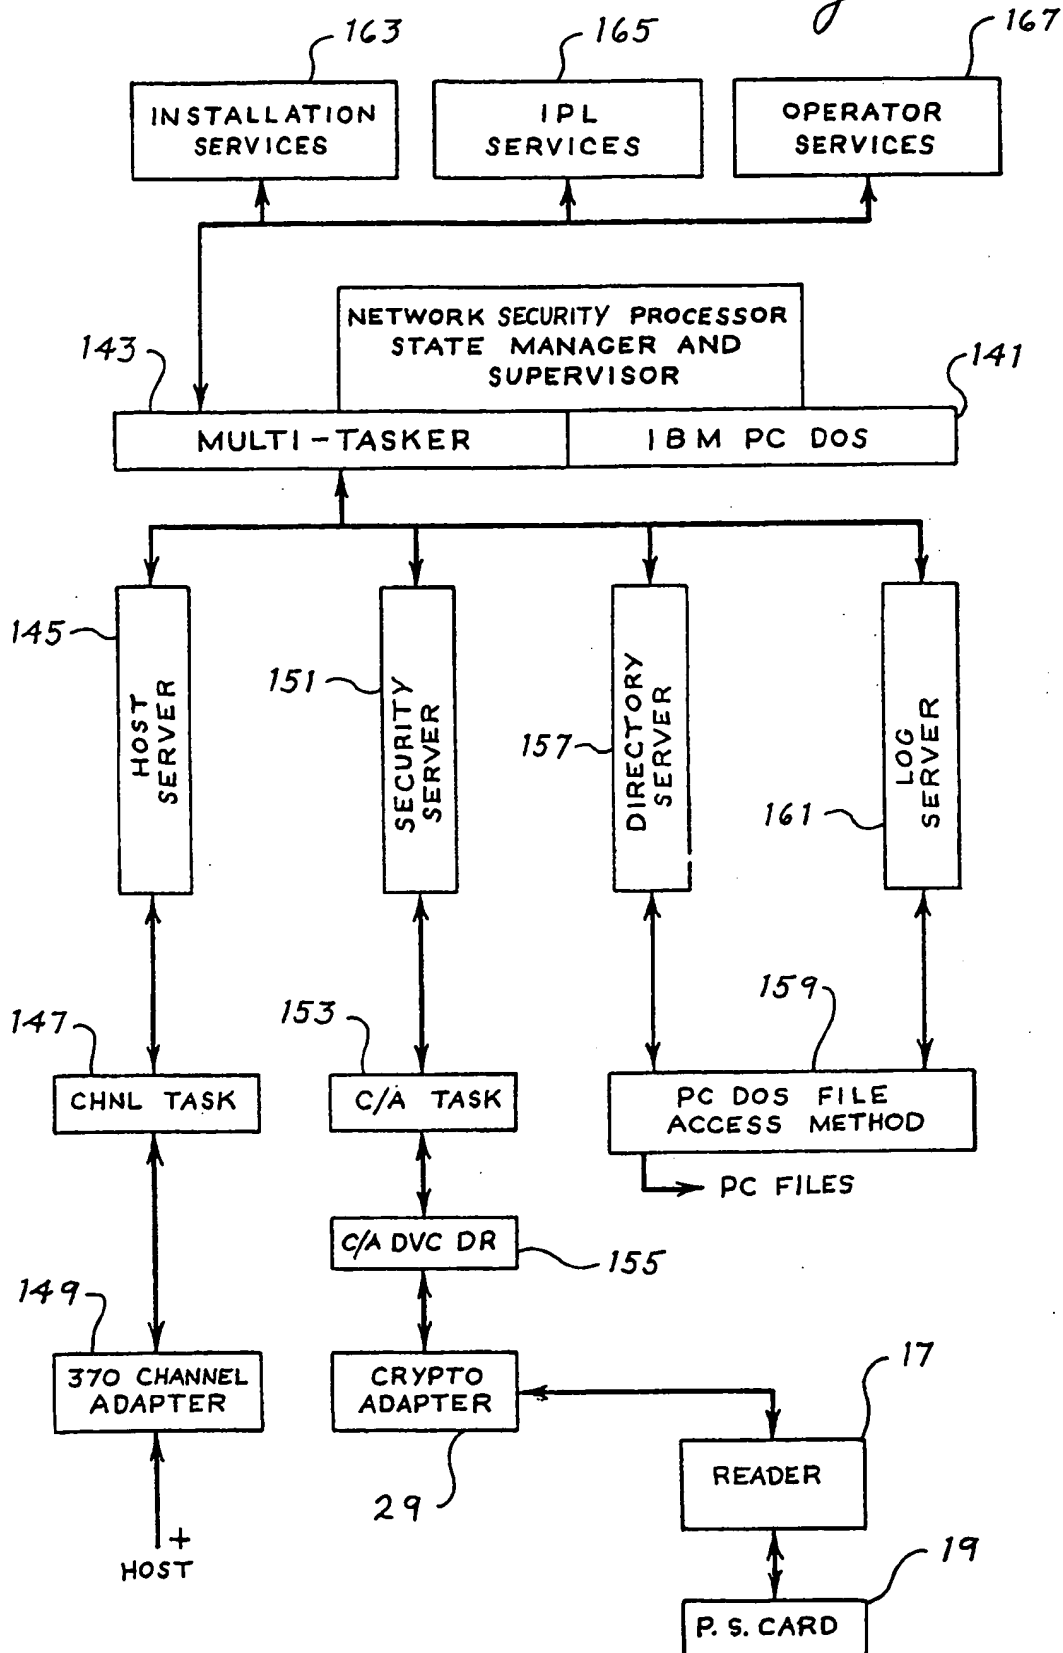 163
165
167
INSTALLATION
SERVICES
IPL
SERVICES
OPERATOR
SERVICES
NETWORK SECURITY PROCESSOR
STATE MANAGER AND
SUPERVISOR
143
141
MULTI-TASKER
IBM PC DOS
145
HOST
SERVER
151
SECURITY
SERVER
157
DIRECTORY
SERVER
161
LOG
SERVER
147
CHNL TASK
153
C/A TASK
159
PC DOS FILE
ACCESS METHOD
PC FILES
C/A DVC DR
155
149
370 CHANNEL
ADAPTER
CRYPTO
ADAPTER
29
17
READER
+
HOST
19
P. S. CARD